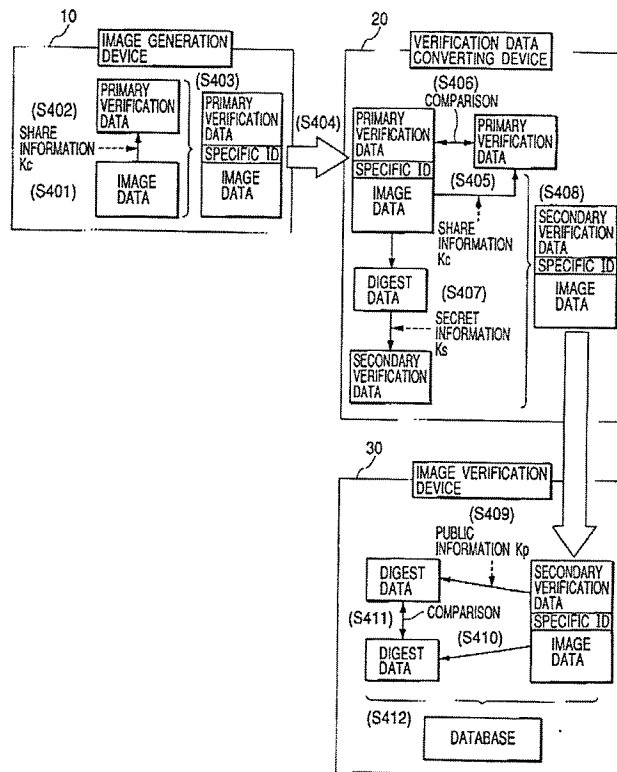 10
IMAGE GENERATION
DEVICE
(S402)
PRIMARY
VERIFICATION
DATA
SHARE
INFORMATION
Kc
(S401)
IMAGE DATA
(S403)
PRIMARY
VERIFICATION
DATA
SPECIFIC ID
IMAGE DATA
(S404)
20
VERIFICATION DATA
CONVERTING DEVICE
(S406)
COMPARISON
PRIMARY
VERIFICATION
DATA
SPECIFIC ID
IMAGE
DATA
PRIMARY
VERIFICATION
DATA
(S405)
SHARE
INFORMATION
Kc
DIGEST
DATA
(S407)
SECRET
INFORMATION
Ks
SECONDARY
VERIFICATION
DATA
(S408)
SECONDARY
VERIFICATION
DATA
SPECIFIC ID
IMAGE
DATA
30
IMAGE VERIFICATION
DEVICE
(S409)
PUBLIC
INFORMATION Kp
DIGEST
DATA
(S411)
COMPARISON
(S410)
DIGEST
DATA
SECONDARY
VERIFICATION
DATA
SPECIFIC ID
IMAGE
DATA
(S412)
DATABASE